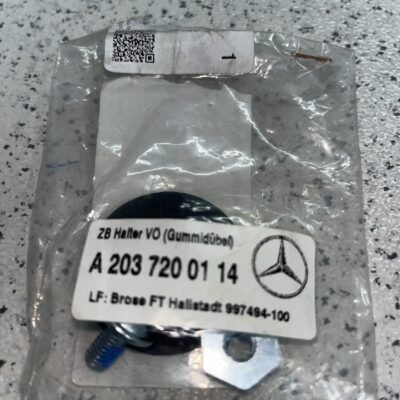 1
ZB Halter VO (Gummidübel)
A 203 720 01 14
LF: Brose FT Hallstadt 997494-100